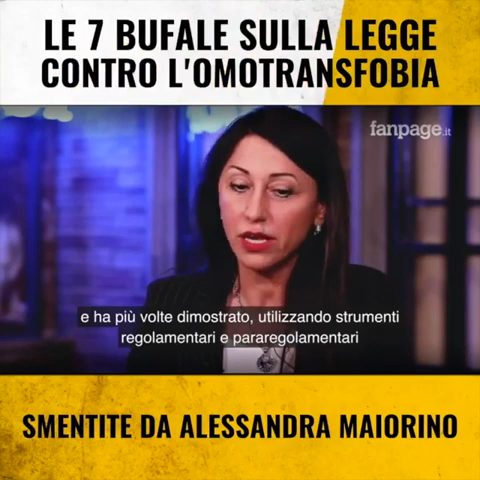 LE 7 BUFALE SULLA LEGGE
CONTRO L'OMOTRANSFOBIA
fanpage.it
e ha più volte dimostrato, utilizzando strumenti
regolamentari e pararegolamentari
SMENTITE DA ALESSANDRA MAIORINO